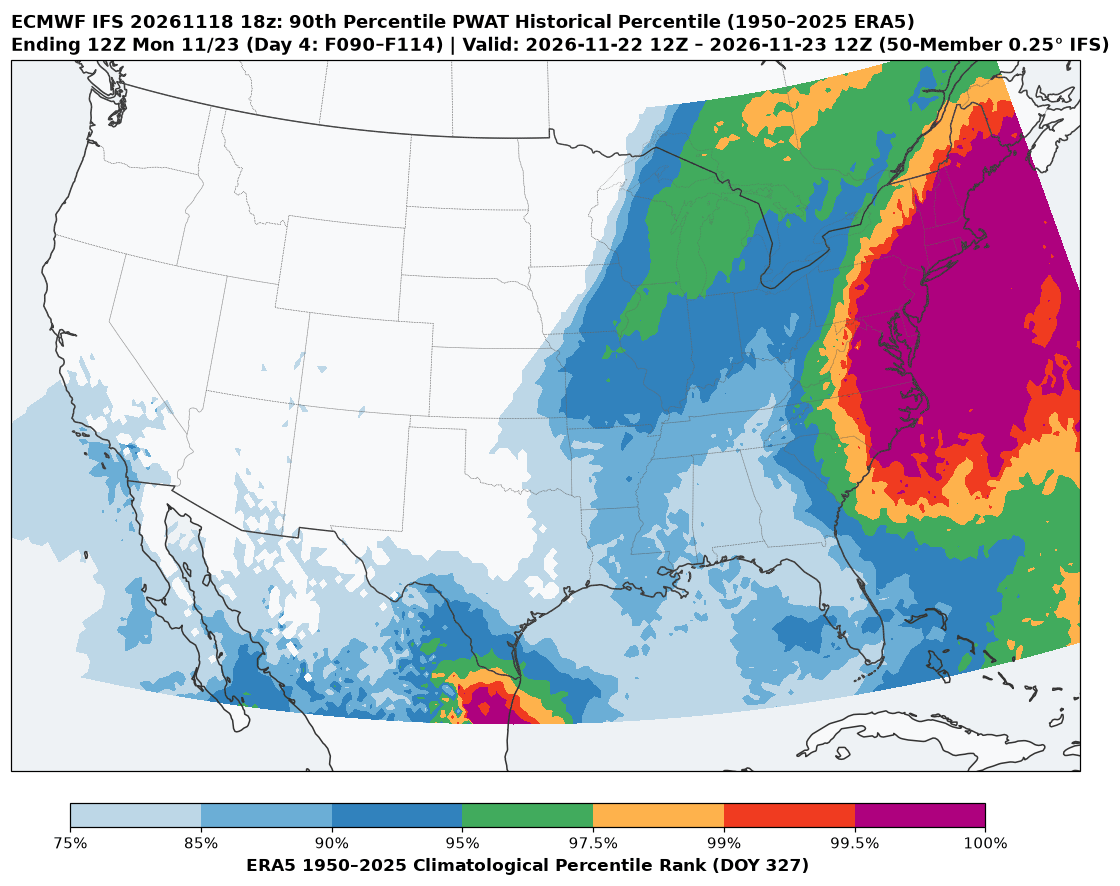 ECMWF IFS 20261118 18z: 90th Percentile PWAT Historical Percentile (1950–2025 ERA5)
Ending 12Z Mon 11/23 (Day 4: F090–F114) | Valid: 2026-11-22 12Z – 2026-11-23 12Z (50-Member 0.25° IFS)
75% 85% 90% 95% 97.5% 99% 99.5% 100%
ERA5 1950–2025 Climatological Percentile Rank (DOY 327)